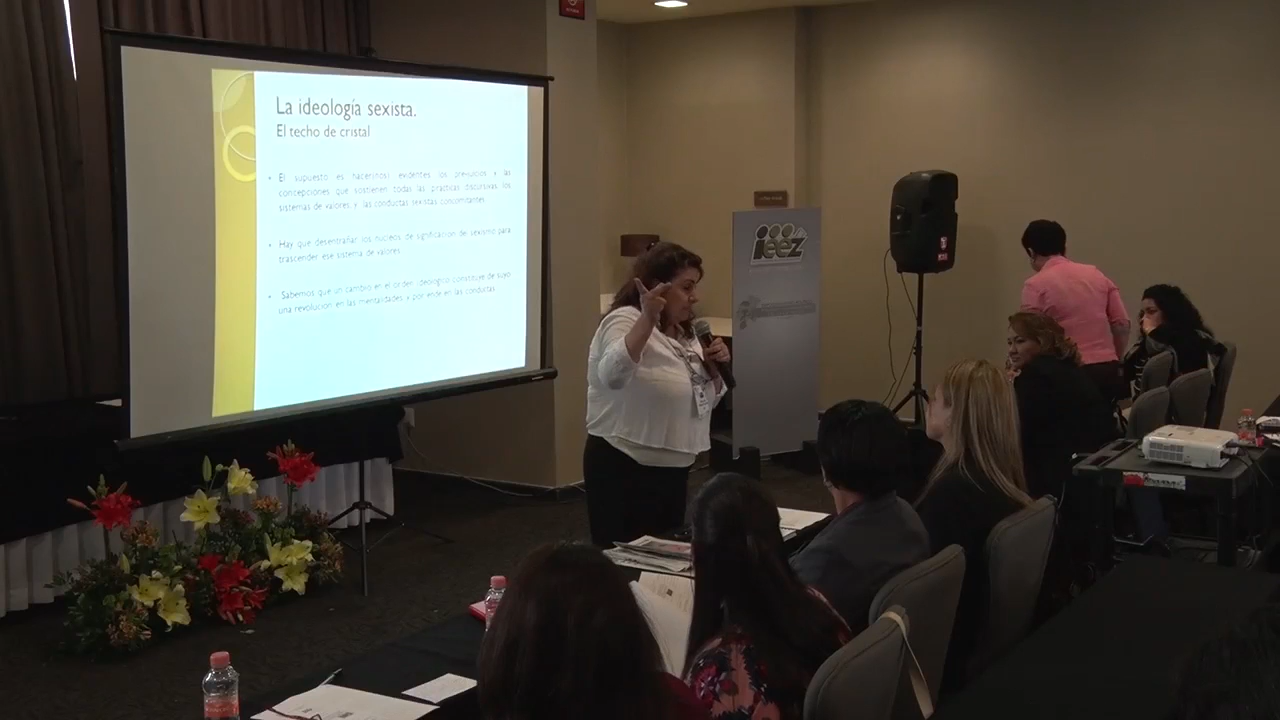 La ideología sexista.
El techo de cristal
• El supuesto es hacer(nos) evidentes los prejuicios y las
concepciones que sostienen todas las prácticas discursivas, los
sistemas de valores, y las conductas sexistas concomitantes.
• Hay que desentrañar los núcleos de significación de sexismo para
trascender ese sistema de valores.
• Sabemos que un cambio en el orden ideológico constituye de suyo
una revolución en las mentalidades y por ende en las conductas.
ieez